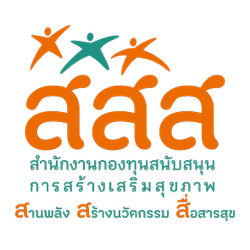 สสส
สำนักงานกองทุนสนับสนุน
การสร้างเสริมสุขภาพ
สานพลัง สร้างนวัตกรรม สื่อสารสุข